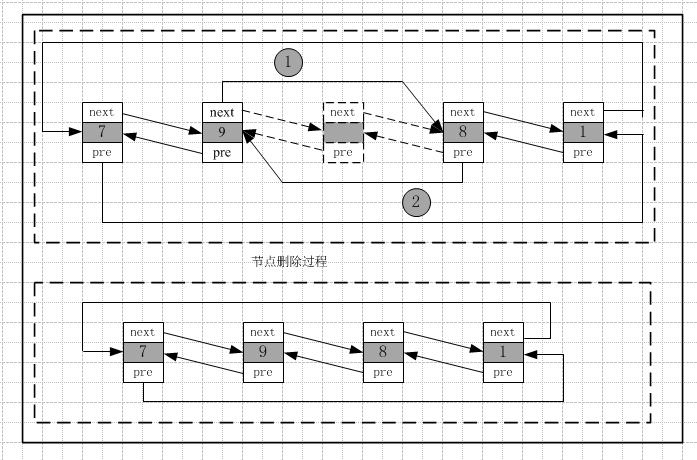 1
next next next next next
7 9 8 1
pre pre pre pre pre
2
节点删除过程
next next next next
7 9 8 1
pre pre pre pre